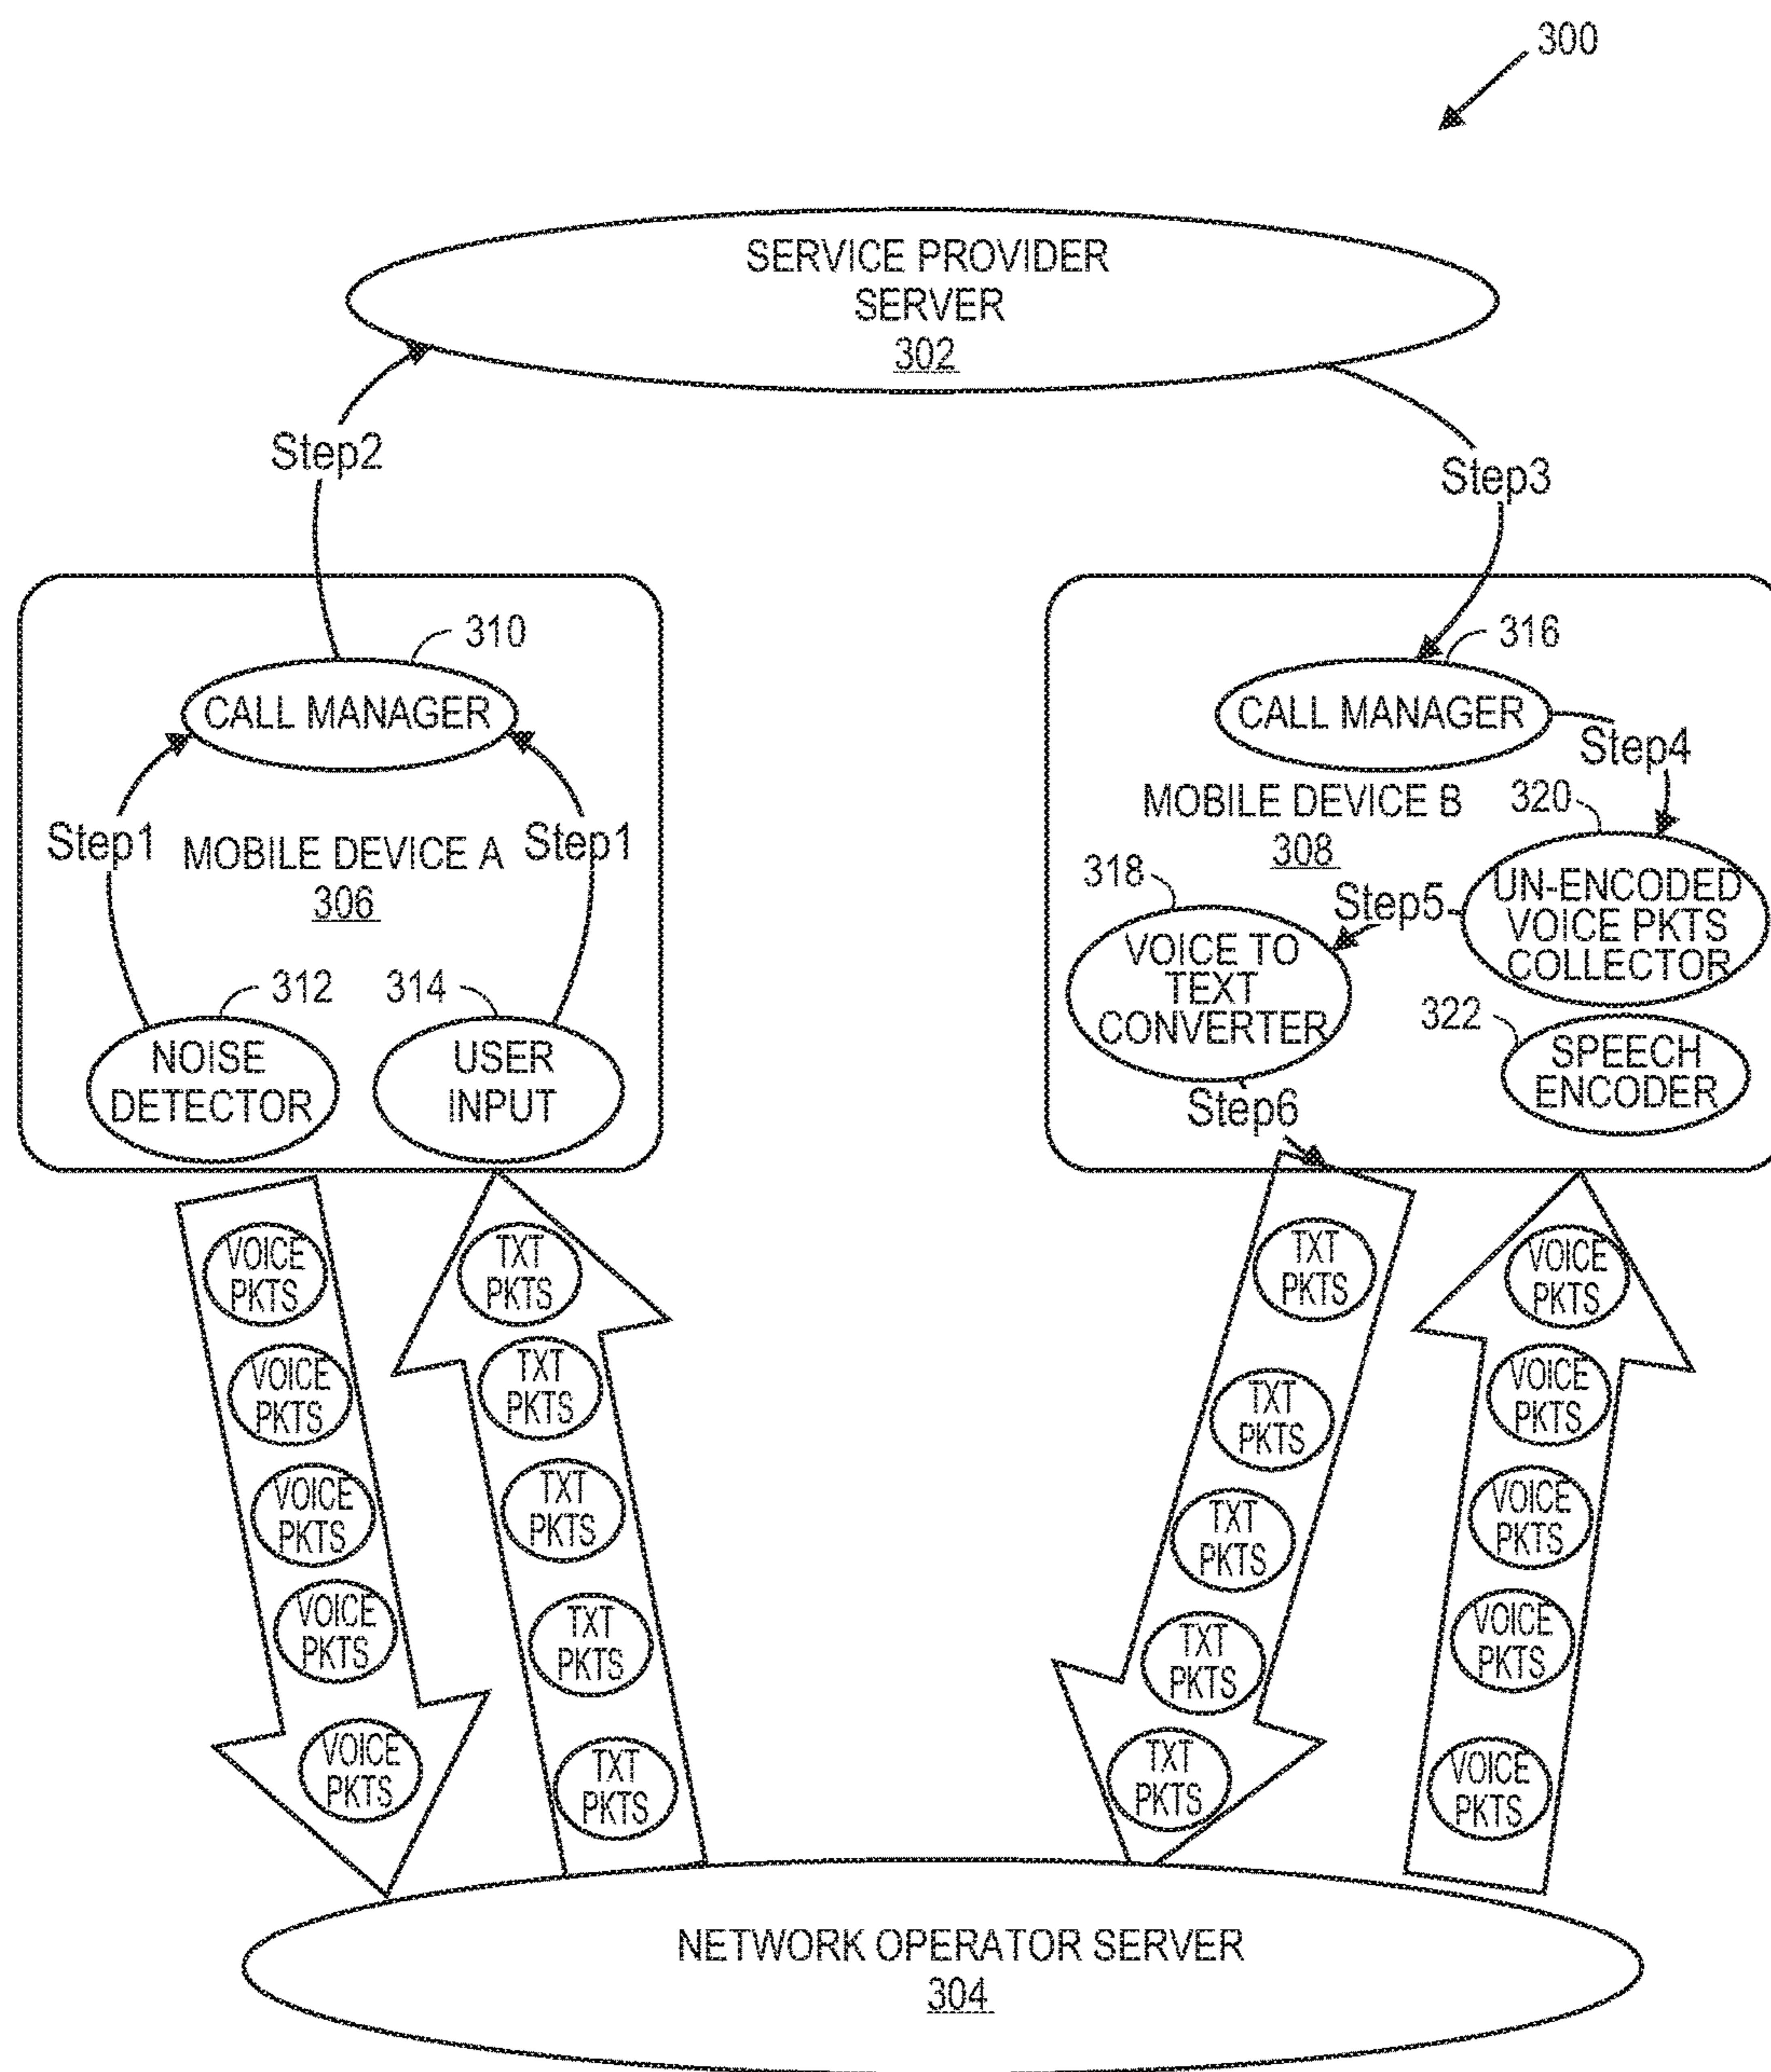 300
SERVICE PROVIDER
SERVER
302
Step2
Step3
310
CALL MANAGER
Step1
MOBILE DEVICE A
306
Step1
312
NOISE
DETECTOR
314
USER
INPUT
316
CALL MANAGER
Step4
MOBILE DEVICE B
308
320
UN-ENCODED
VOICE PKTS
COLLECTOR
Step5
318
VOICE TO
TEXT
CONVERTER
322
SPEECH
ENCODER
Step6
VOICE
PKTS
VOICE
PKTS
VOICE
PKTS
VOICE
PKTS
VOICE
PKTS
TXT
PKTS
TXT
PKTS
TXT
PKTS
TXT
PKTS
TXT
PKTS
TXT
PKTS
TXT
PKTS
TXT
PKTS
TXT
PKTS
TXT
PKTS
VOICE
PKTS
VOICE
PKTS
VOICE
PKTS
VOICE
PKTS
VOICE
PKTS
NETWORK OPERATOR SERVER
304